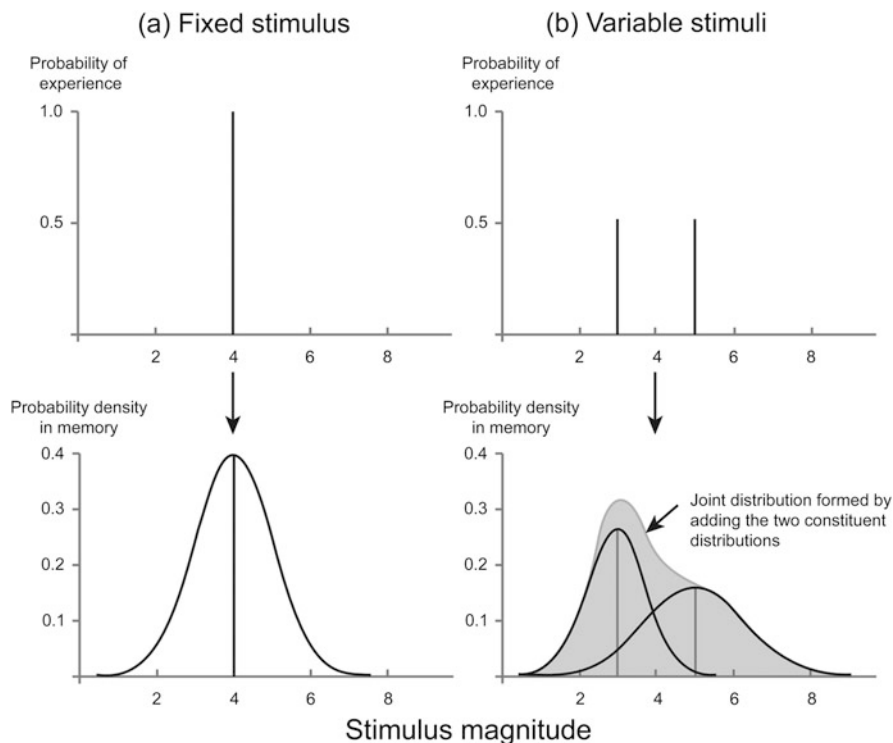 (a) Fixed stimulus
Probability of
experience
1.0
0.5
2 4 6 8
Probability density
in memory
0.4
0.3
0.2
0.1
2 4 6 8
(b) Variable stimuli
Probability of
experience
1.0
0.5
2 4 6 8
Probability density
in memory
0.4
0.3
0.2
0.1
Joint distribution formed by
adding the two constituent
distributions
2 4 6 8
Stimulus magnitude